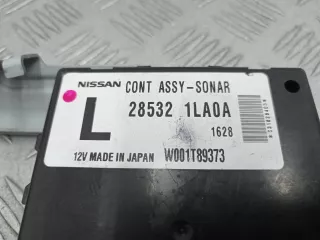 NISSAN CONT ASSY-SONAR
L 28532 1LA0A
1628
12V MADE IN JAPAN W001T89373